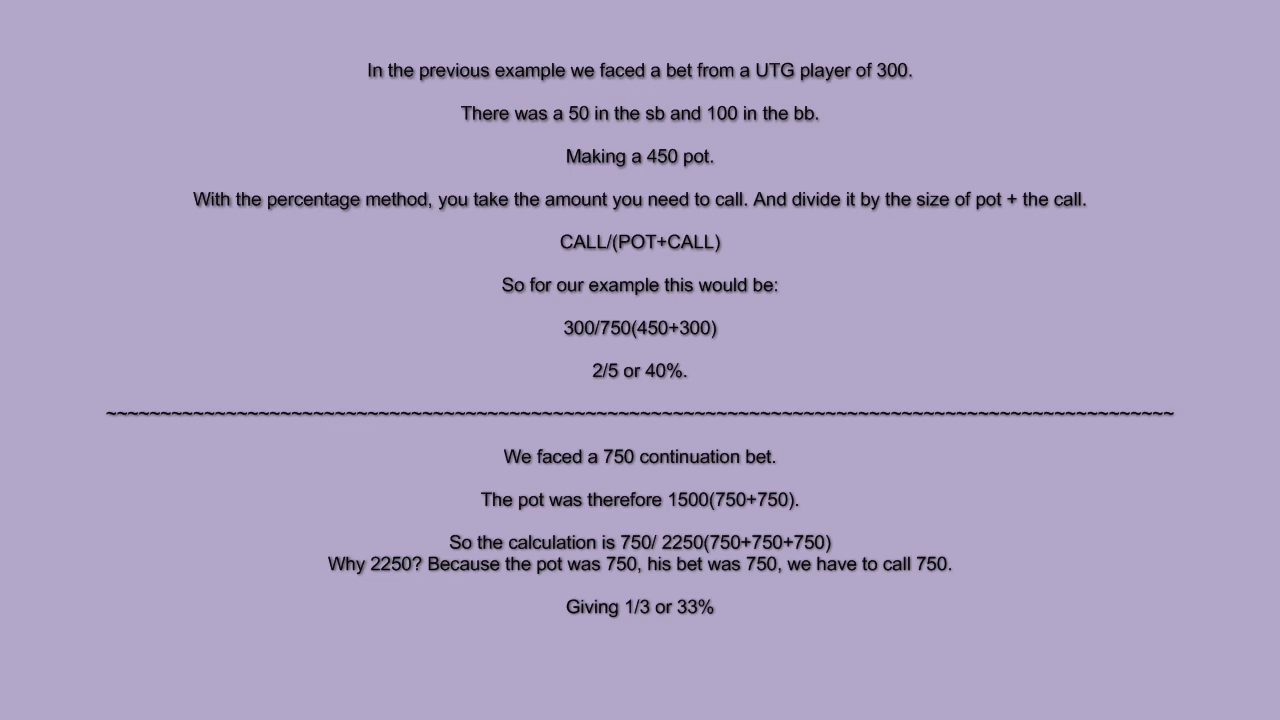 In the previous example we faced a bet from a UTG player of 300.
There was a 50 in the sb and 100 in the bb.
Making a 450 pot.
With the percentage method, you take the amount you need to call. And divide it by the size of pot + the call.
CALL/(POT+CALL)
So for our example this would be:
300/750(450+300)
2/5 or 40%.
~~~~~~~~~~~~~~~~~~~~~~~~~~~~~~~~~~~~~~~~~~~~~~~~~~~~~~~~~~~~~~~~~~~~~~~~~~~~~~~~~~~~~~~~~~~~~~~~~~
We faced a 750 continuation bet.
The pot was therefore 1500(750+750).
So the calculation is 750/ 2250(750+750+750)
Why 2250? Because the pot was 750, his bet was 750, we have to call 750.
Giving 1/3 or 33%